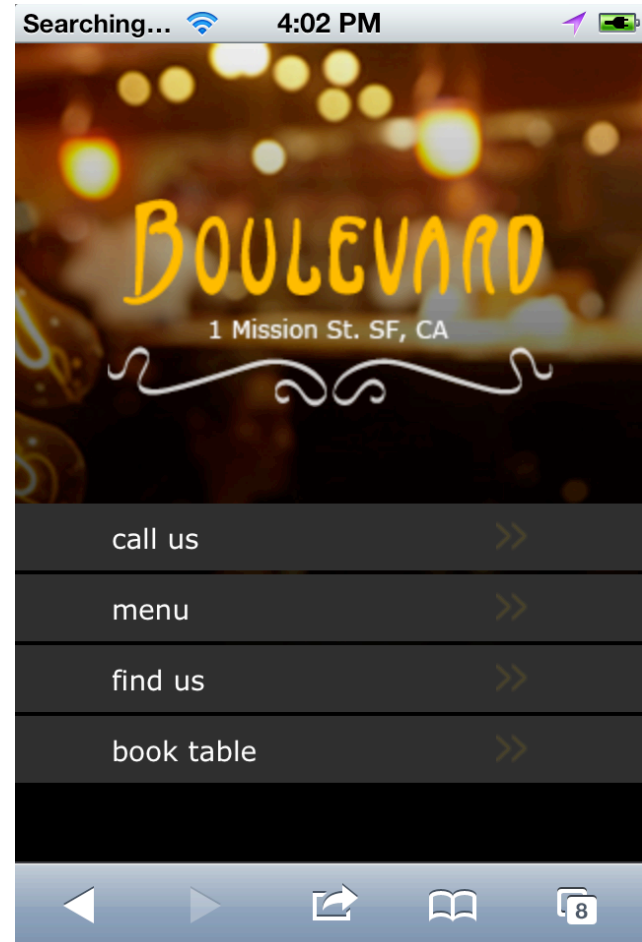 Searching... 4:02 PM
BOULEVARD
1 Mission St. SF, CA
call us
menu
find us
book table
8